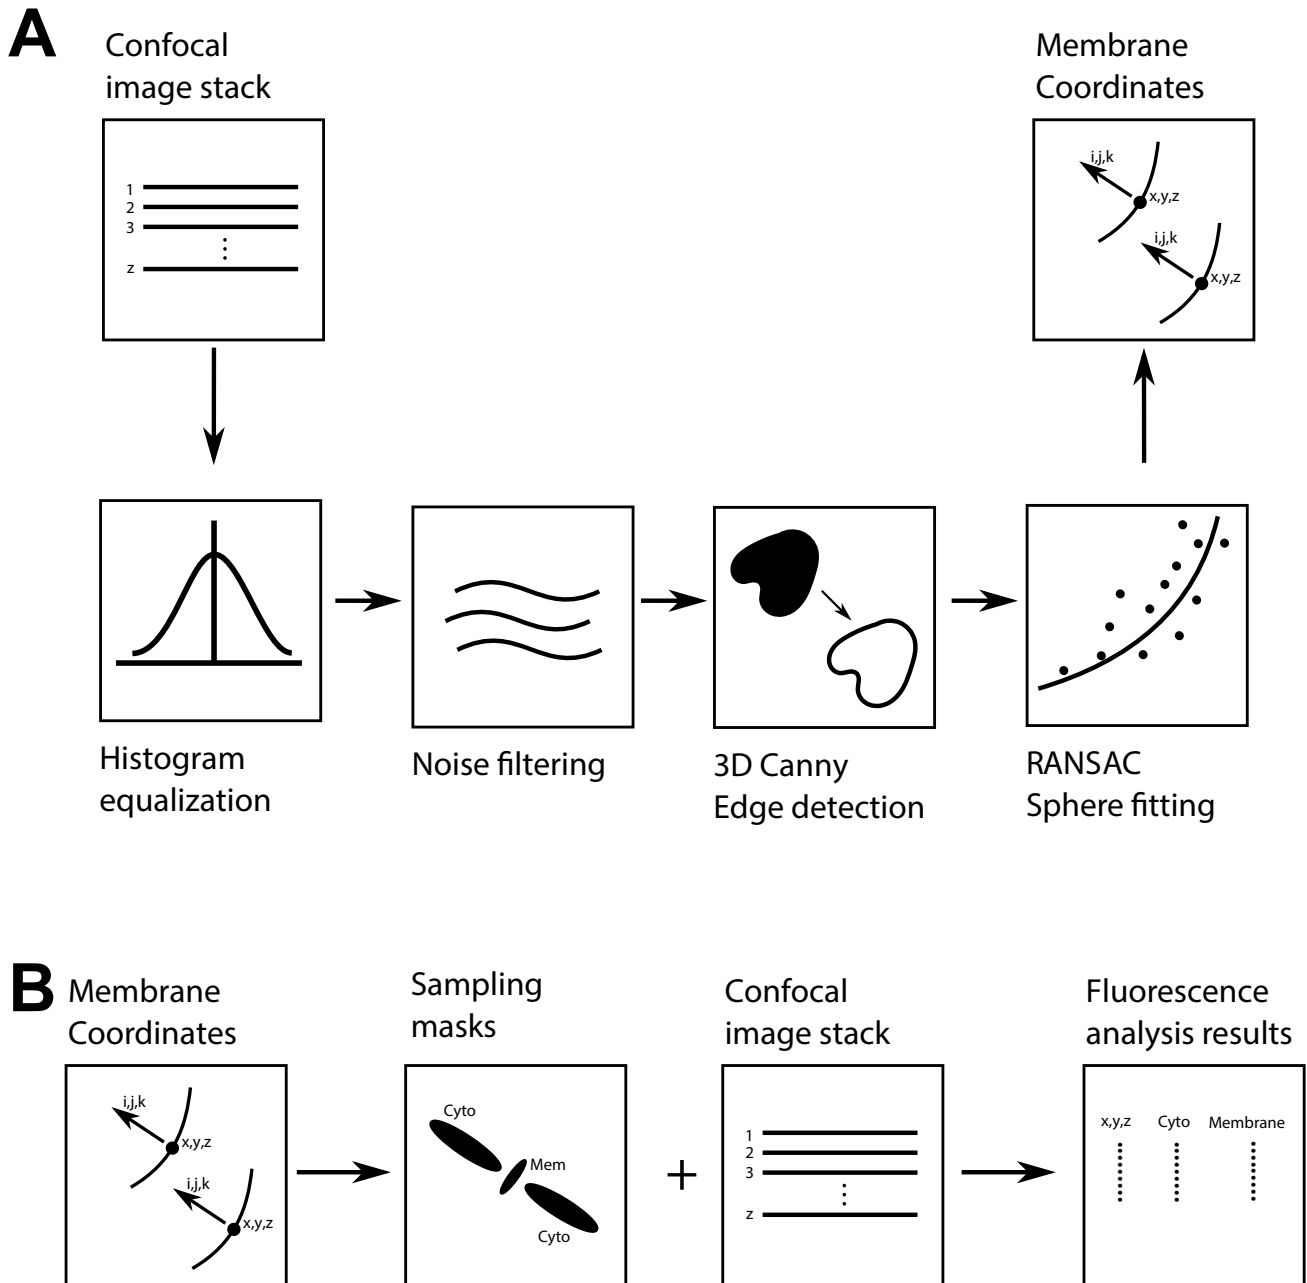 A
Confocal
image stack
1
2
3
z
Membrane
Coordinates
i,j,k
x,y,z
i,j,k
x,y,z
Histogram
equalization
Noise filtering
3D Canny
Edge detection
RANSAC
Sphere fitting
B
Membrane
Coordinates
i,j,k
x,y,z
i,j,k
x,y,z
Sampling
masks
Cyto
Mem
Cyto
+
Confocal
image stack
1
2
3
z
Fluorescence
analysis results
x,y,z Cyto Membrane